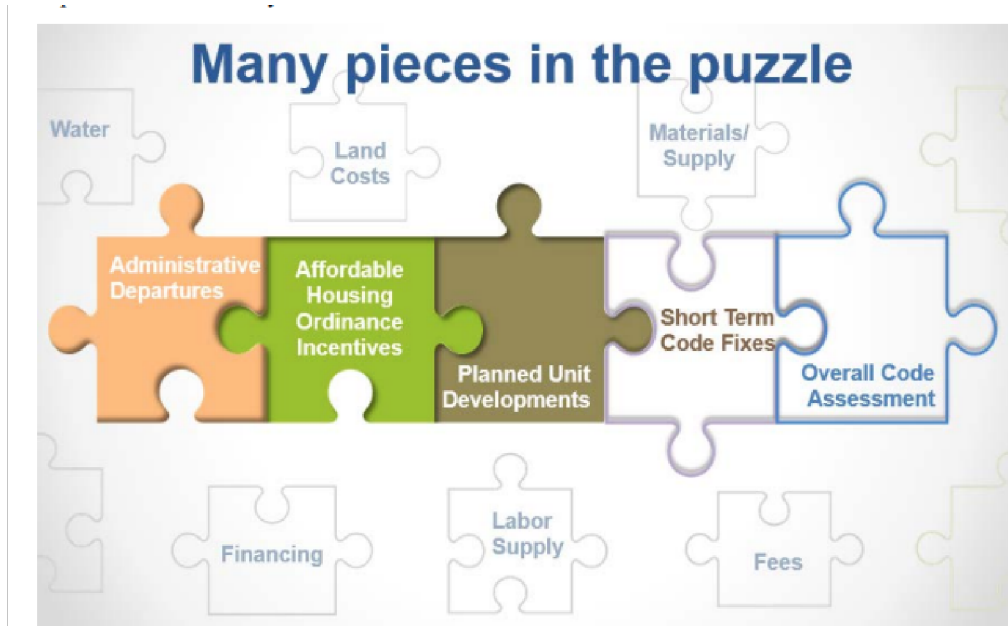 Many pieces in the puzzle
Water
Land
Costs
Materials/
Supply
Administrative
Departures
Affordable
Housing
Ordinance
Incentives
Planned Unit
Developments
Short Term
Code Fixes
Overall Code
Assessment
Financing
Labor
Supply
Fees